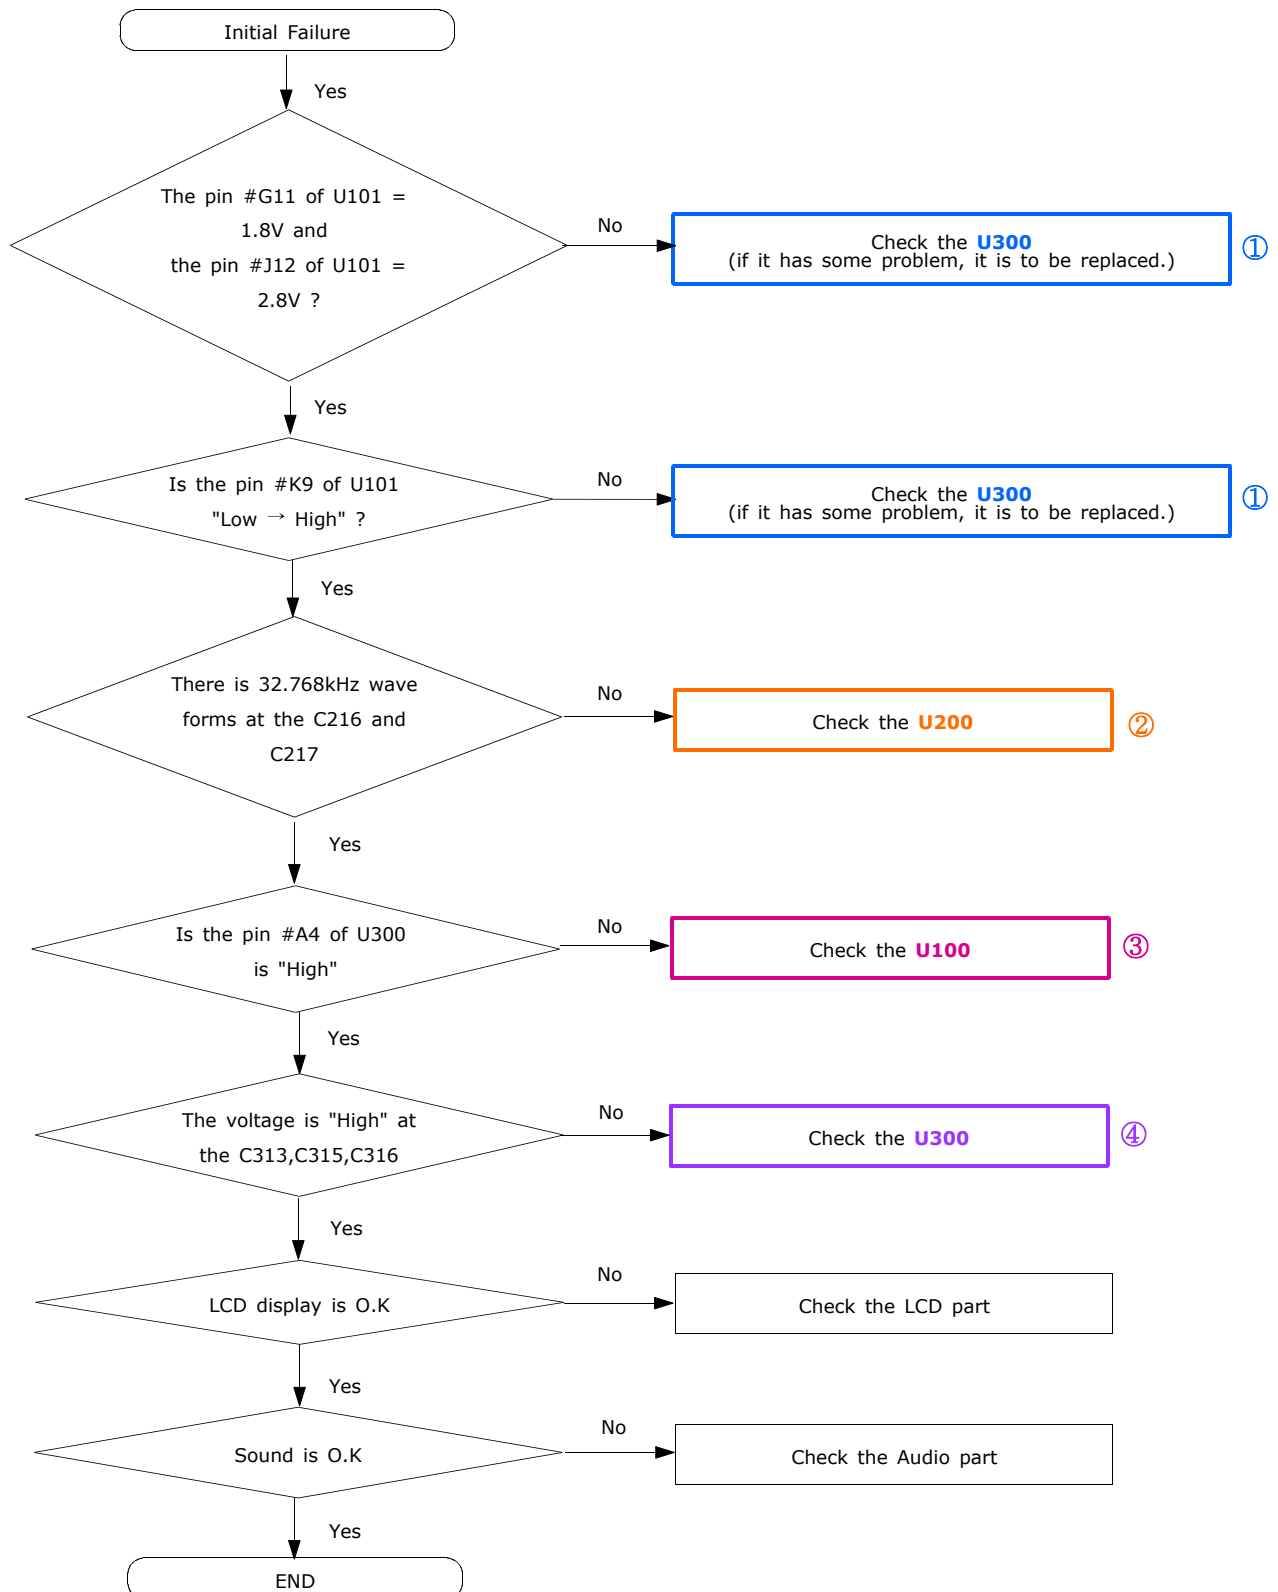 Initial Failure
Yes
The pin #G11 of U101 =
1.8V and
the pin #J12 of U101 =
2.8V ?
No
Check the U300
(if it has some problem, it is to be replaced.)
①
Yes
Is the pin #K9 of U101
"Low → High" ?
No
Check the U300
(if it has some problem, it is to be replaced.)
①
Yes
There is 32.768kHz wave
forms at the C216 and
C217
No
Check the U200
②
Yes
Is the pin #A4 of U300
is "High"
No
Check the U100
③
Yes
The voltage is "High" at
the C313,C315,C316
No
Check the U300
④
Yes
LCD display is O.K
No
Check the LCD part
Yes
Sound is O.K
No
Check the Audio part
Yes
END